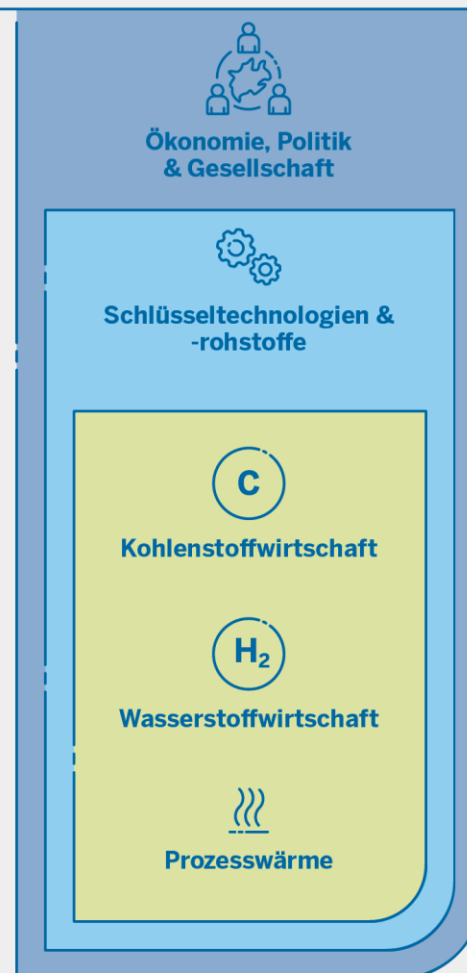 Ökonomie, Politik
& Gesellschaft
Schlüsseltechnologien &
-rohstoffe
C
Kohlenstoffwirtschaft
H₂
Wasserstoffwirtschaft
Prozesswärme